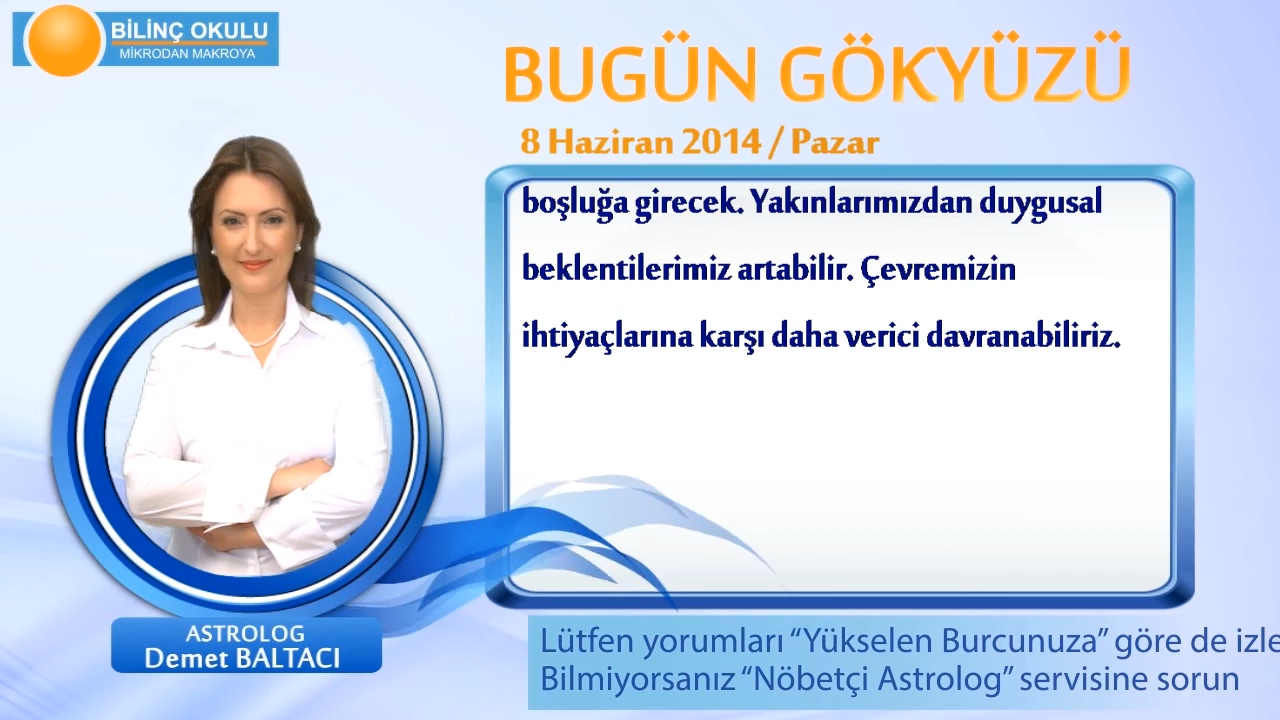 BİLİNÇ OKULU
MİKRODAN MAKROYA
BUGÜN GÖKYÜZÜ
8 Haziran 2014 / Pazar
boşluğa girecek. Yakınlarımızdan duygusal
beklentilerimiz artabilir. Çevremizin
ihtiyaçlarına karşı daha verici davranabiliriz.
ASTROLOG
Demet BALTACI
Lütfen yorumları “Yükselen Burcunuza” göre de
Bilmiyorsanız “Nöbetçi Astrolog” servisine sorun